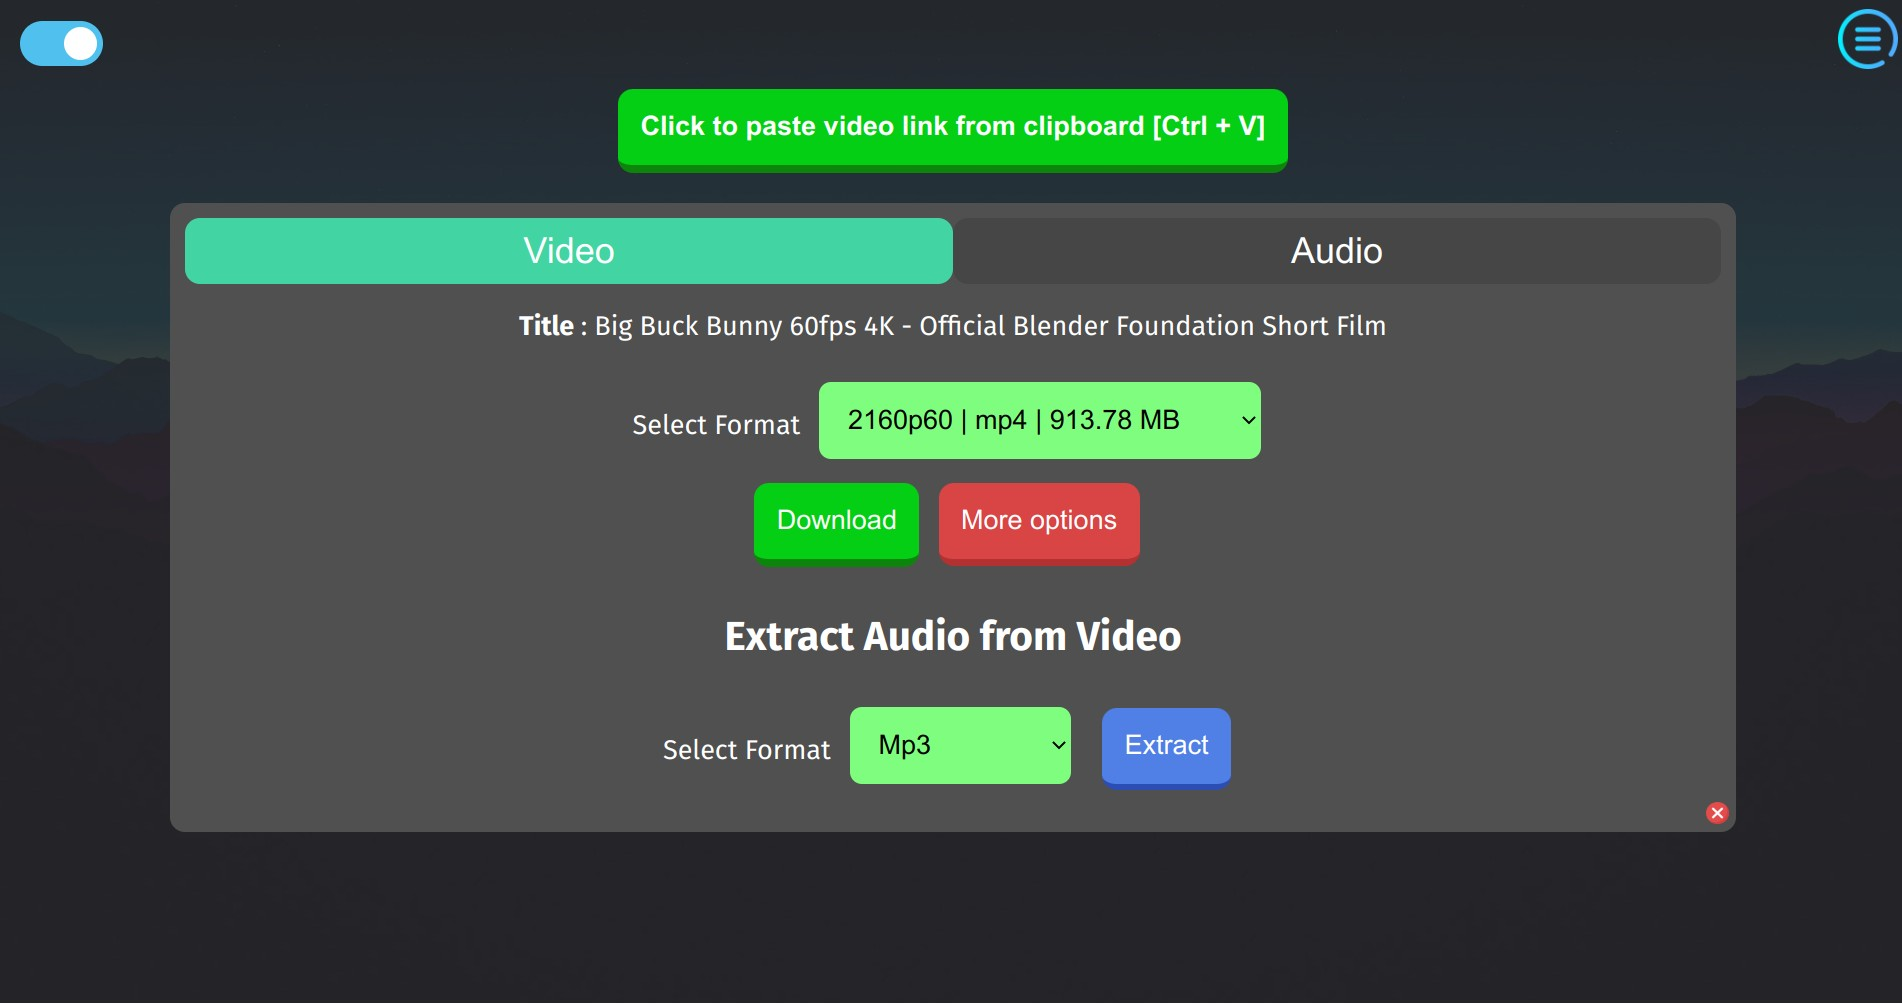 Click to paste video link from clipboard [Ctrl + V]
Video
Audio
Title : Big Buck Bunny 60fps 4K - Official Blender Foundation Short Film
Select Format
2160p60 | mp4 | 913.78 MB
Download
More options
Extract Audio from Video
Select Format
Mp3
Extract